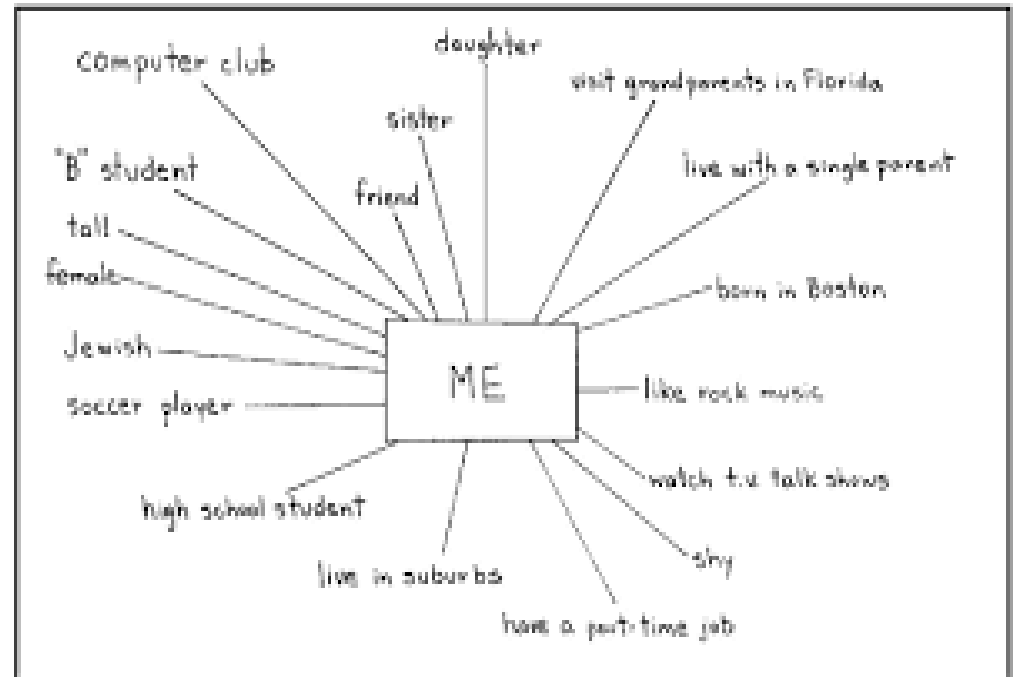 daughter
computer club
visit grandparents in Florida
sister
live with a single parent
"B" student
friend
tall
female
born in Boston
Jewish
ME
like rock music
soccer player
watch t.v. talk shows
high school student
shy
live in suburbs
have a part-time job